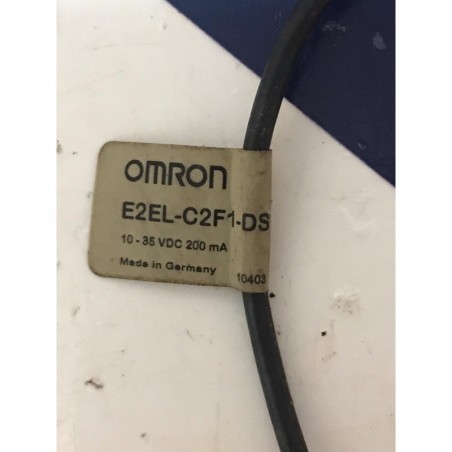 OMRON
E2EL-C2F1-DS
10 - 35 VDC 200 mA
Made in Germany
10403